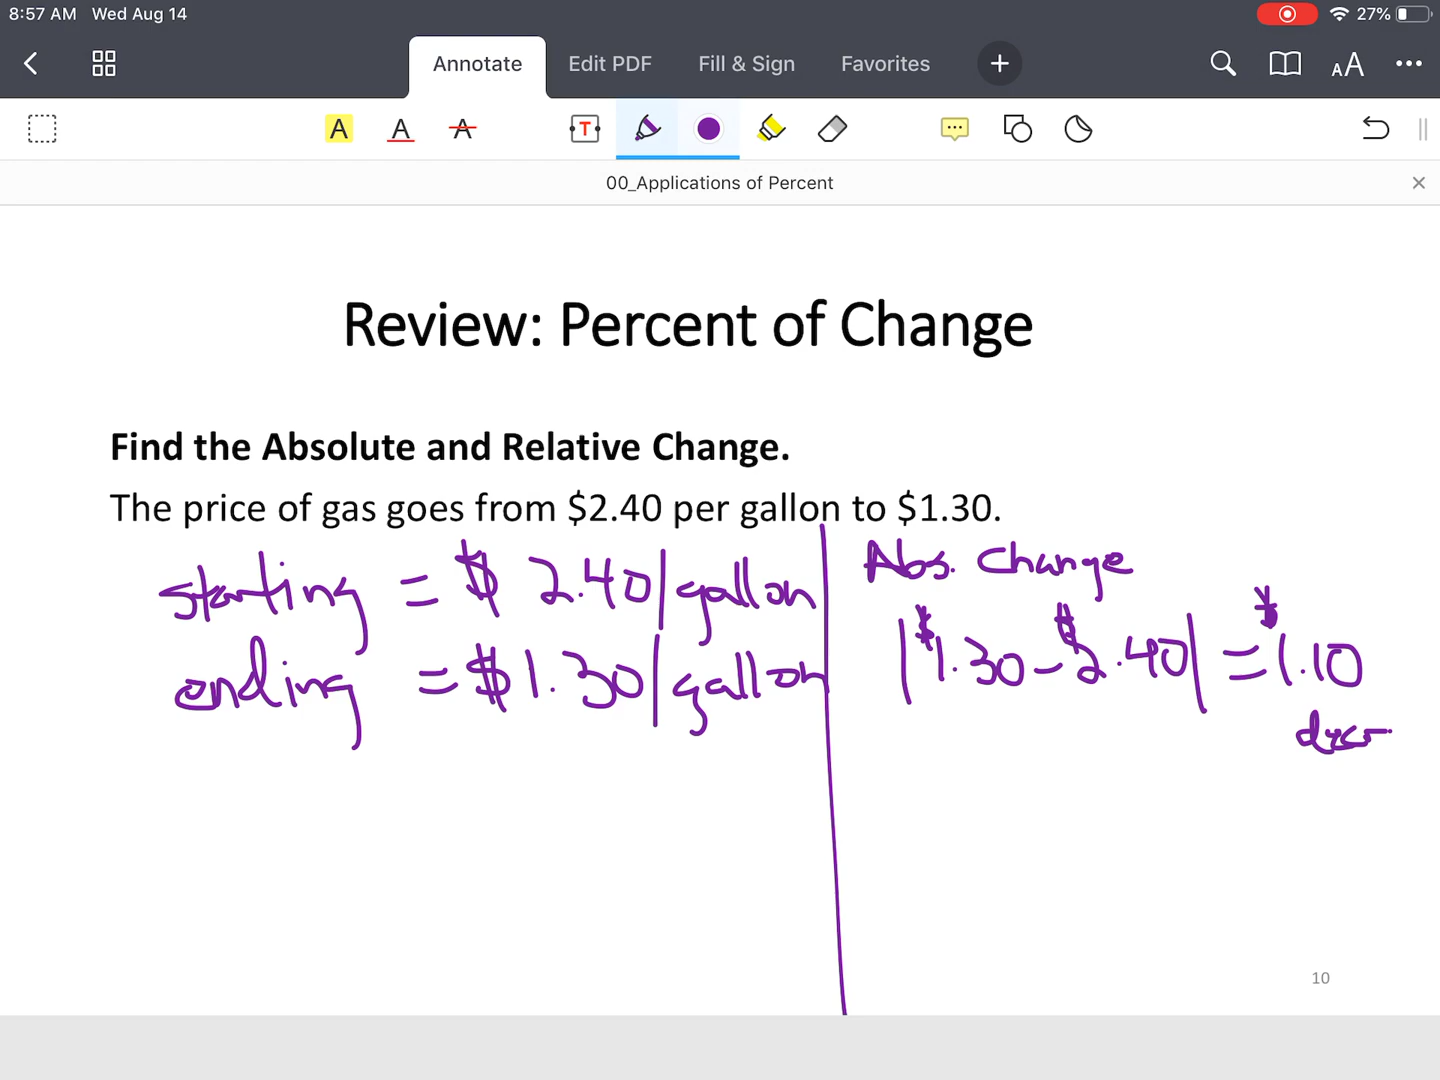 8:57 AM Wed Aug 14
27%
Annotate Edit PDF Fill & Sign Favorites
A A A T AA
00_Applications of Percent
Review: Percent of Change
Find the Absolute and Relative Change.
The price of gas goes from $2.40 per gallon to $1.30.
starting = $ 2.40/gallon
ending = $1.30/gallon
Abs. Change
|$1.30-$2.40| = $1.10
decr.
10